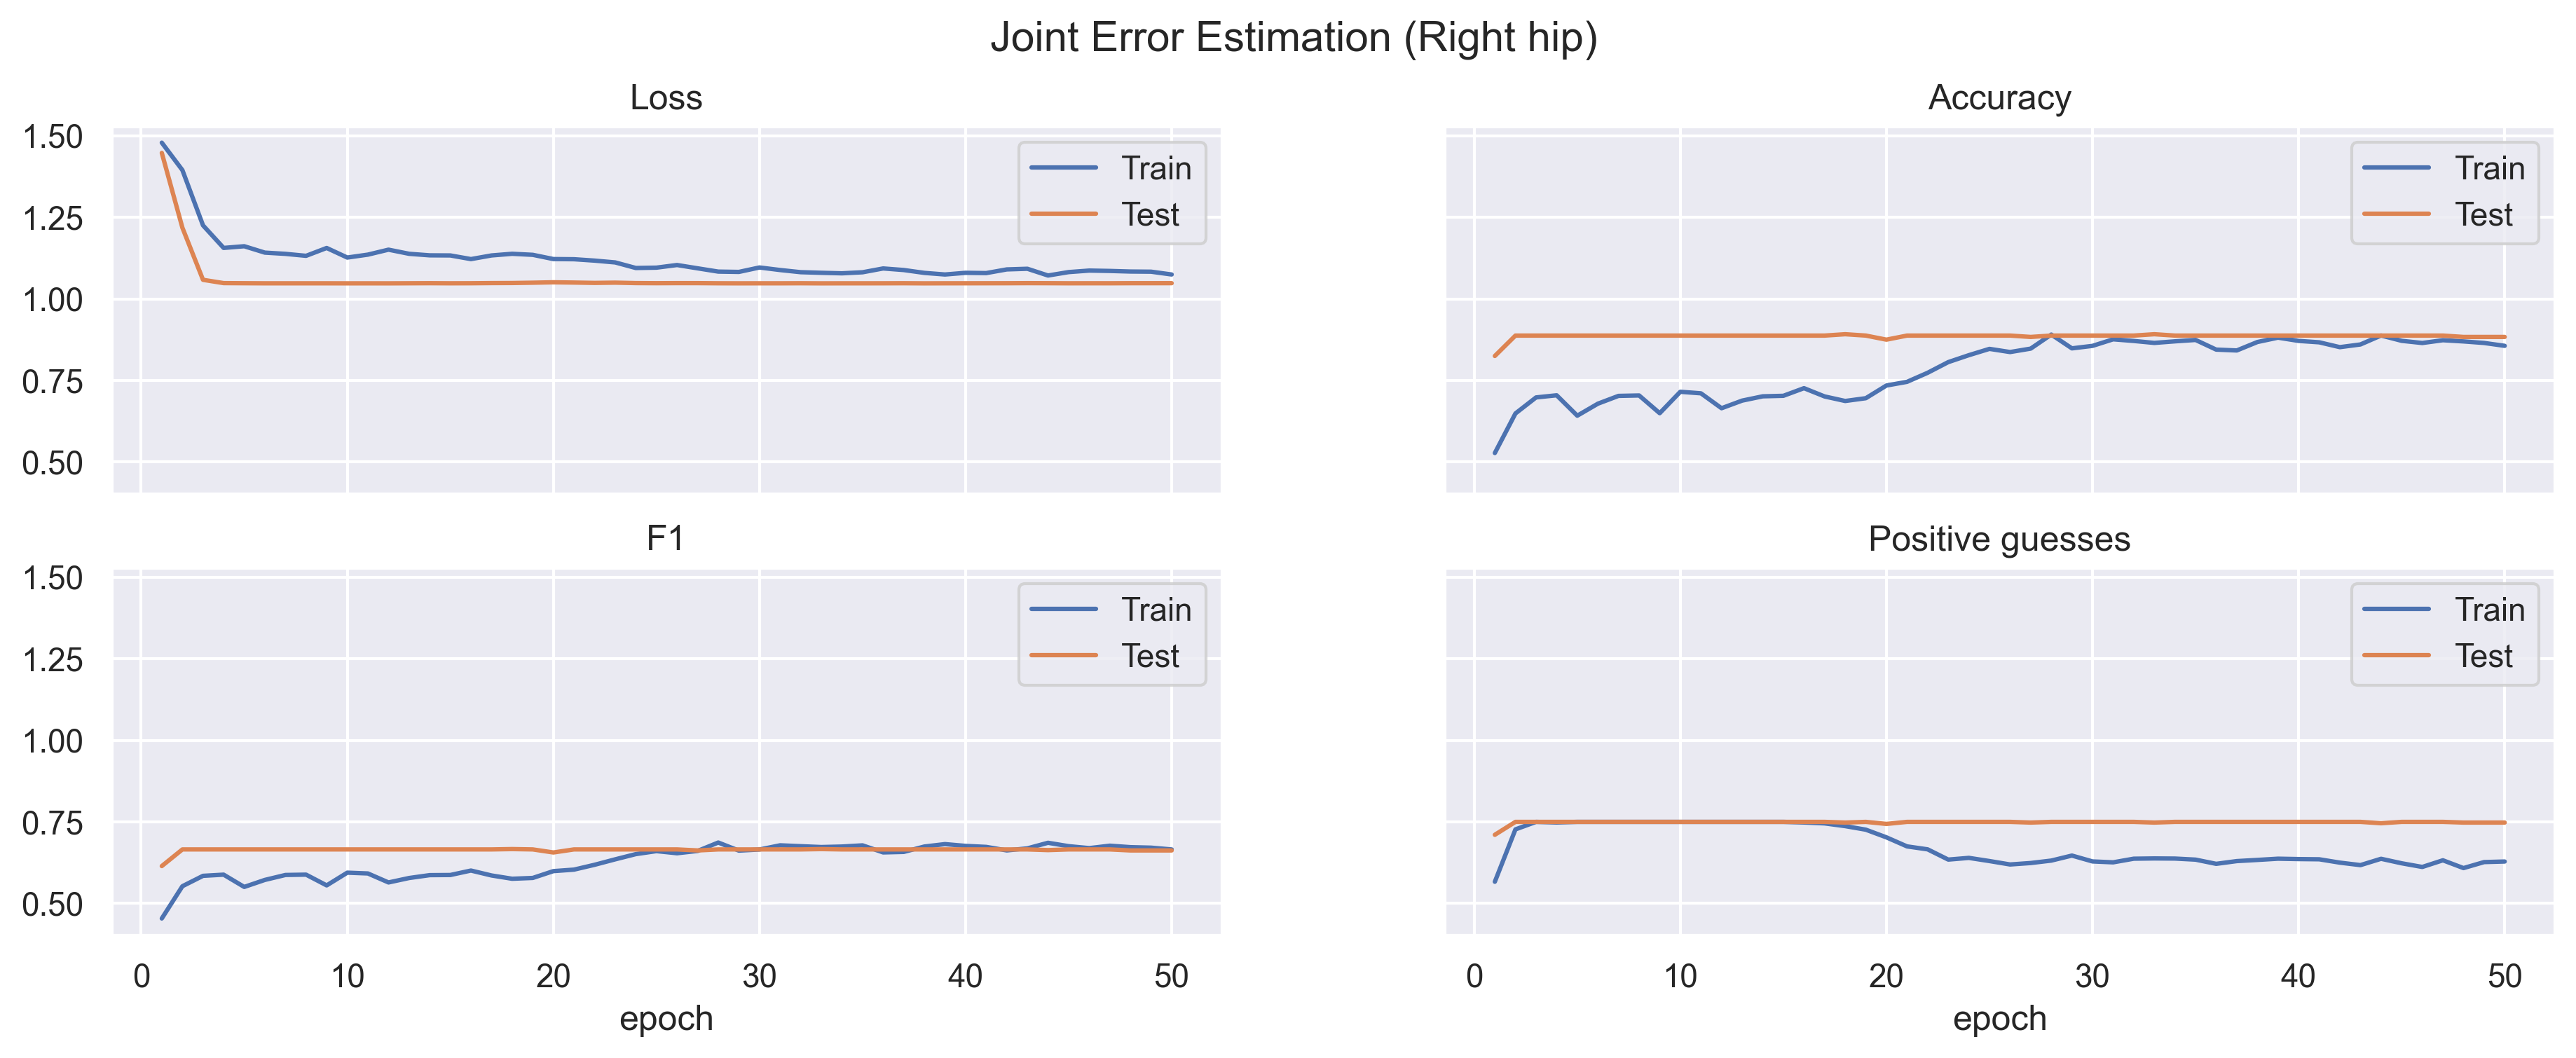 Joint Error Estimation (Right hip)
Loss
1.50
1.25
1.00
0.75
0.50
Train
Test
Accuracy
Train
Test
F1
1.50
1.25
1.00
0.75
0.50
Train
Test
0 10 20 30 40 50
epoch
Positive guesses
Train
Test
0 10 20 30 40 50
epoch